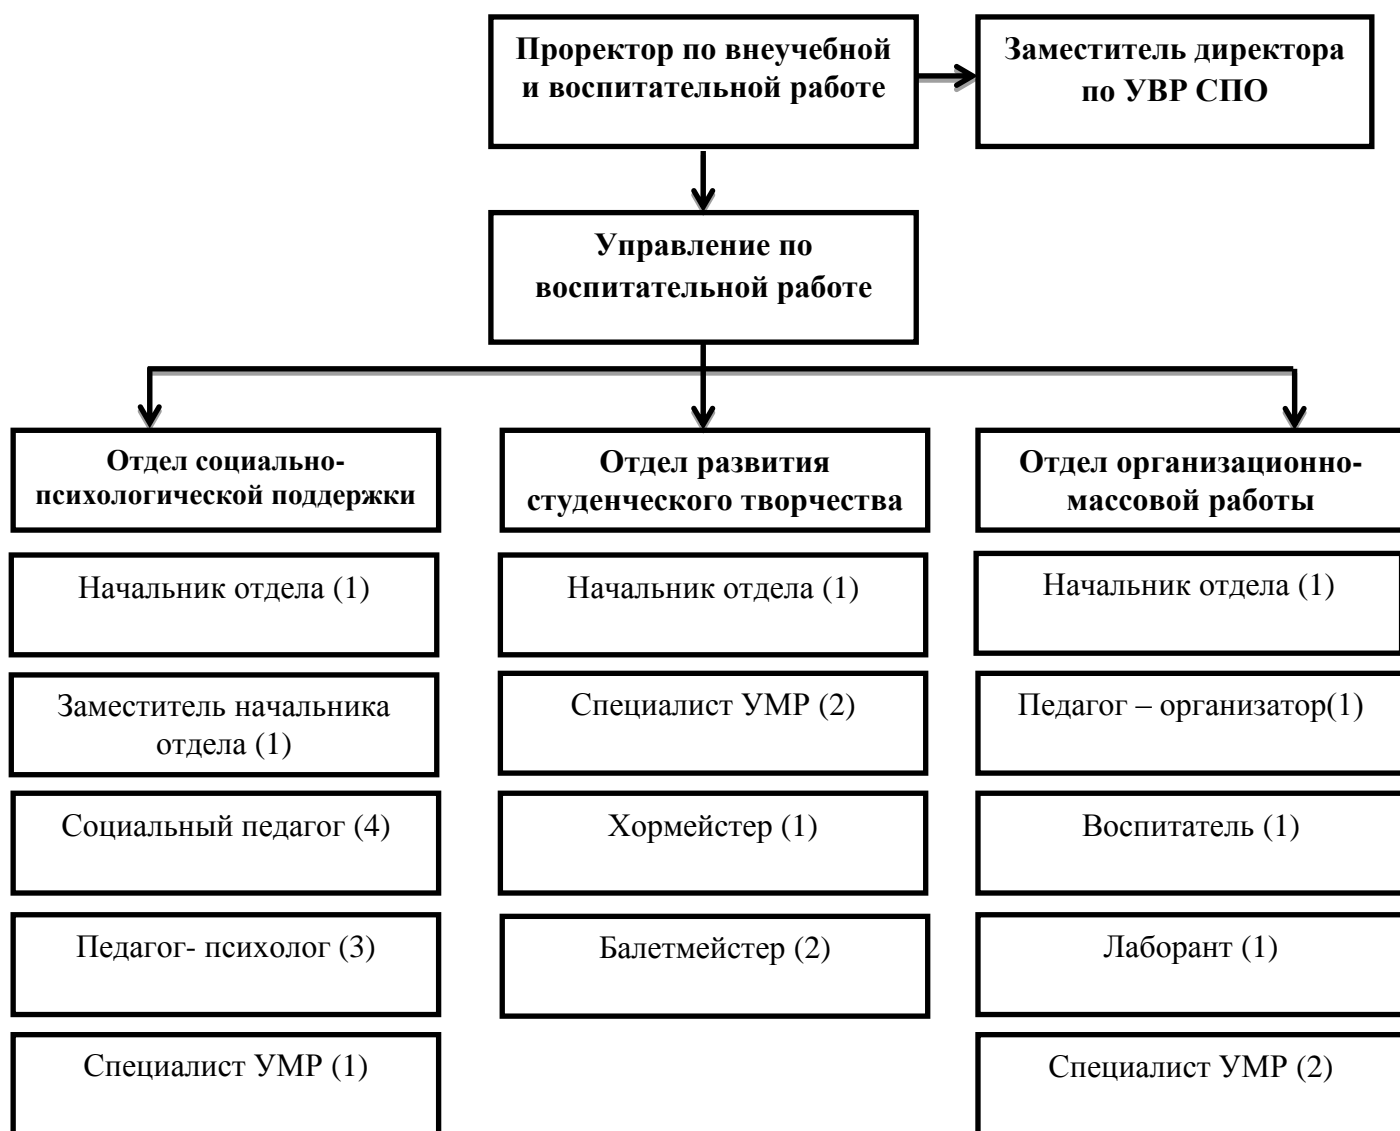 Проректор по внеучебной
и воспитательной работе
Заместитель директора
по УВР СПО
Управление по
воспитательной работе
Отдел социально-
психологической поддержки
Начальник отдела (1)
Заместитель начальника
отдела (1)
Социальный педагог (4)
Педагог- психолог (3)
Специалист УМР (1)
Отдел развития
студенческого творчества
Начальник отдела (1)
Специалист УМР (2)
Хормейстер (1)
Балетмейстер (2)
Отдел организационно-
массовой работы
Начальник отдела (1)
Педагог – организатор(1)
Воспитатель (1)
Лаборант (1)
Специалист УМР (2)